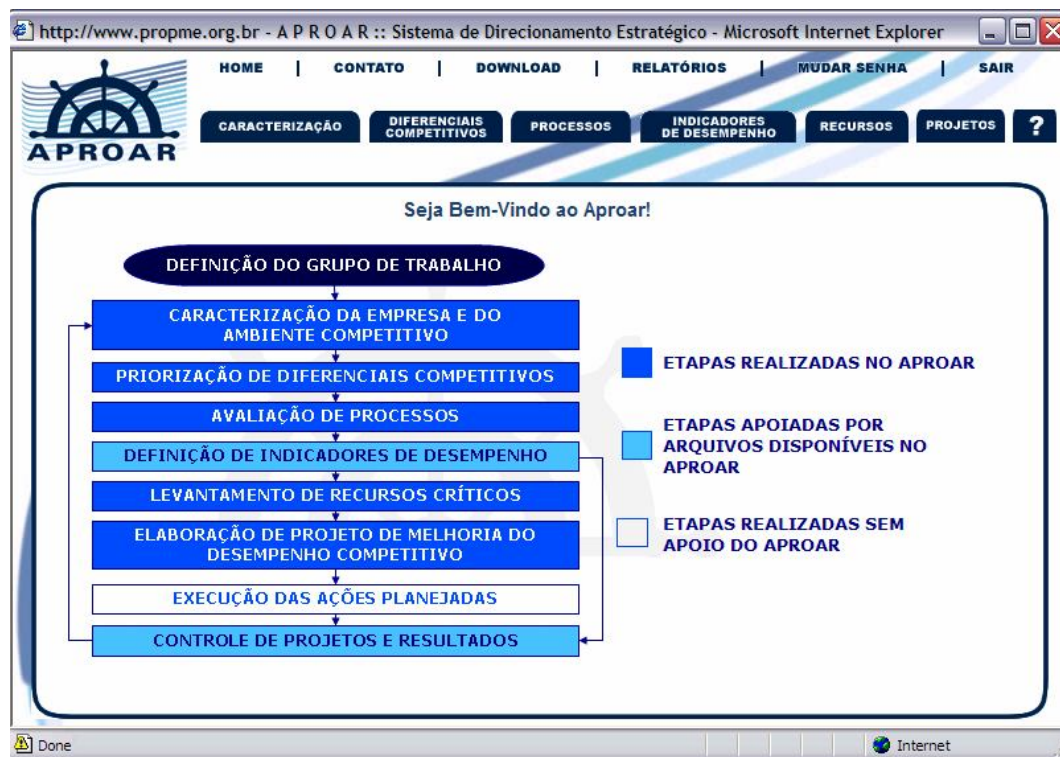 http://www.propme.org.br - A P R O A R :: Sistema de Direcionamento Estratégico - Microsoft Internet Explorer
HOME | CONTATO | DOWNLOAD | RELATÓRIOS | MUDAR SENHA | SAIR
APROAR
CARACTERIZAÇÃO
DIFERENCIAIS
COMPETITIVOS
PROCESSOS
INDICADORES
DE DESEMPENHO
RECURSOS
PROJETOS
?
Seja Bem-Vindo ao Aproar!
DEFINIÇÃO DO GRUPO DE TRABALHO
CARACTERIZAÇÃO DA EMPRESA E DO
AMBIENTE COMPETITIVO
PRIORIZAÇÃO DE DIFERENCIAIS COMPETITIVOS
AVALIAÇÃO DE PROCESSOS
DEFINIÇÃO DE INDICADORES DE DESEMPENHO
LEVANTAMENTO DE RECURSOS CRÍTICOS
ELABORAÇÃO DE PROJETO DE MELHORIA DO
DESEMPENHO COMPETITIVO
EXECUÇÃO DAS AÇÕES PLANEJADAS
CONTROLE DE PROJETOS E RESULTADOS
ETAPAS REALIZADAS NO APROAR
ETAPAS APOIADAS POR
ARQUIVOS DISPONÍVEIS NO
APROAR
ETAPAS REALIZADAS SEM
APOIO DO APROAR
Done
Internet